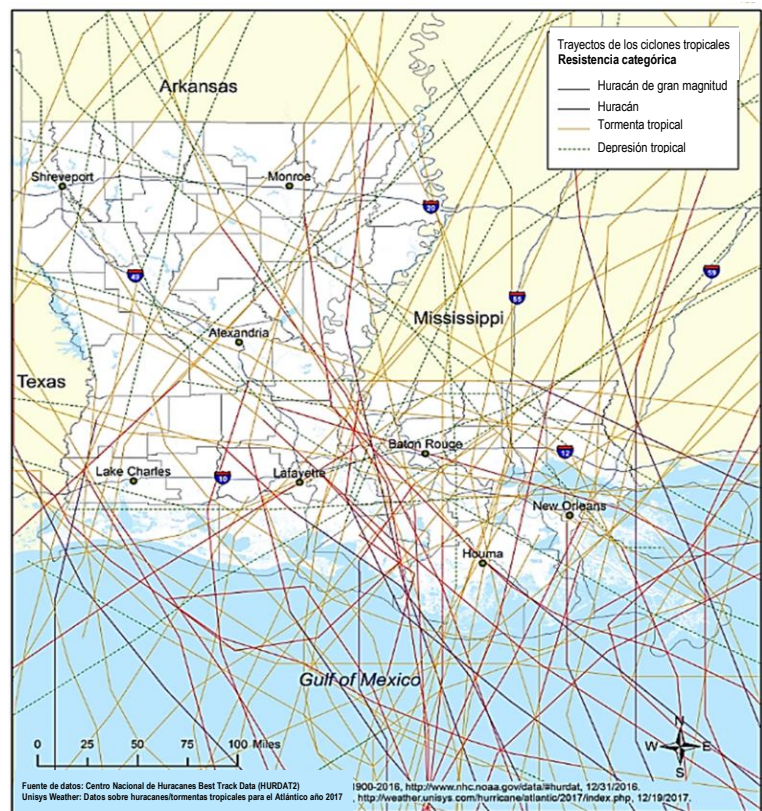 Trayectos de los ciclones tropicales
Resistencia categórica
Huracán de gran magnitud
Huracán
Tormenta tropical
Depresión tropical
Arkansas
Shreveport
Monroe
20
49
59
55
Mississippi
Alexandria
Texas
Baton Rouge
12
Lake Charles
10
Lafayette
New Orleans
Houma
Gulf of Mexico
N
W E
S
0 25 50 100 Miles
Fuente de datos: Centro Nacional de Huracanes Best Track Data (HURDAT2) 1900-2016, http://www.nhc.noaa.gov/data/#hurdat, 12/31/2016.
Unisys Weather: Datos sobre huracanes/tormentas tropicales para el Atlántico año 2017 , http://weather.unisys.com/hurricane/atlantic/2017/index.php, 12/19/2017.